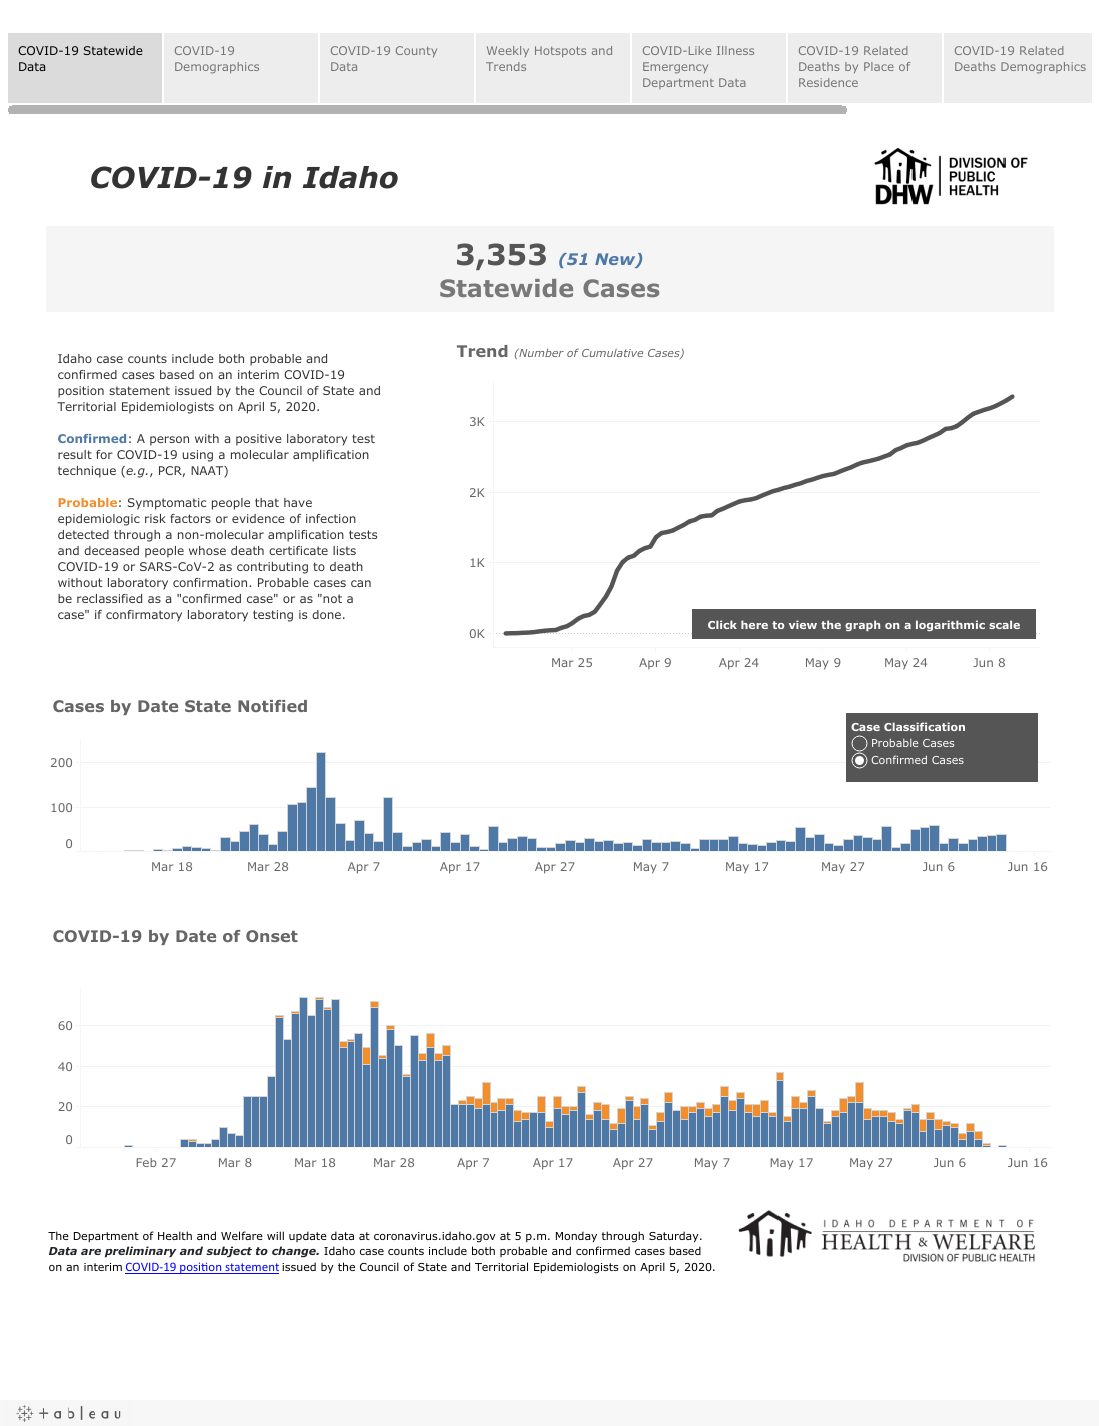 COVID-19 Statewide Data
COVID-19 Demographics
COVID-19 County Data
Weekly Hotspots and Trends
COVID-Like Illness Emergency Department Data
COVID-19 Related Deaths by Place of Residence
COVID-19 Related Deaths Demographics
COVID-19 in Idaho
DHW
DIVISION OF
PUBLIC
HEALTH
3,353 (51 New)
Statewide Cases
Idaho case counts include both probable and
confirmed cases based on an interim COVID-19
position statement issued by the Council of State and
Territorial Epidemiologists on April 5, 2020.
Confirmed: A person with a positive laboratory test
result for COVID-19 using a molecular amplification
technique (e.g., PCR, NAAT)
Probable: Symptomatic people that have
epidemiologic risk factors or evidence of infection
detected through a non-molecular amplification tests
and deceased people whose death certificate lists
COVID-19 or SARS-CoV-2 as contributing to death
without laboratory confirmation. Probable cases can
be reclassified as a "confirmed case" or as "not a
case" if confirmatory laboratory testing is done.
Trend (Number of Cumulative Cases)
3K
2K
1K
0K
Click here to view the graph on a logarithmic scale
Mar 25 Apr 9 Apr 24 May 9 May 24 Jun 8
Cases by Date State Notified
Case Classification
Probable Cases
Confirmed Cases
200
100
0
Mar 18 Mar 28 Apr 7 Apr 17 Apr 27 May 7 May 17 May 27 Jun 6 Jun 16
COVID-19 by Date of Onset
60
40
20
0
Feb 27 Mar 8 Mar 18 Mar 28 Apr 7 Apr 17 Apr 27 May 7 May 17 May 27 Jun 6 Jun 16
The Department of Health and Welfare will update data at coronavirus.idaho.gov at 5 p.m. Monday through Saturday.
Data are preliminary and subject to change. Idaho case counts include both probable and confirmed cases based
on an interim COVID-19 position statement issued by the Council of State and Territorial Epidemiologists on April 5, 2020.
IDAHO DEPARTMENT OF
HEALTH & WELFARE
DIVISION OF PUBLIC HEALTH
+ableau